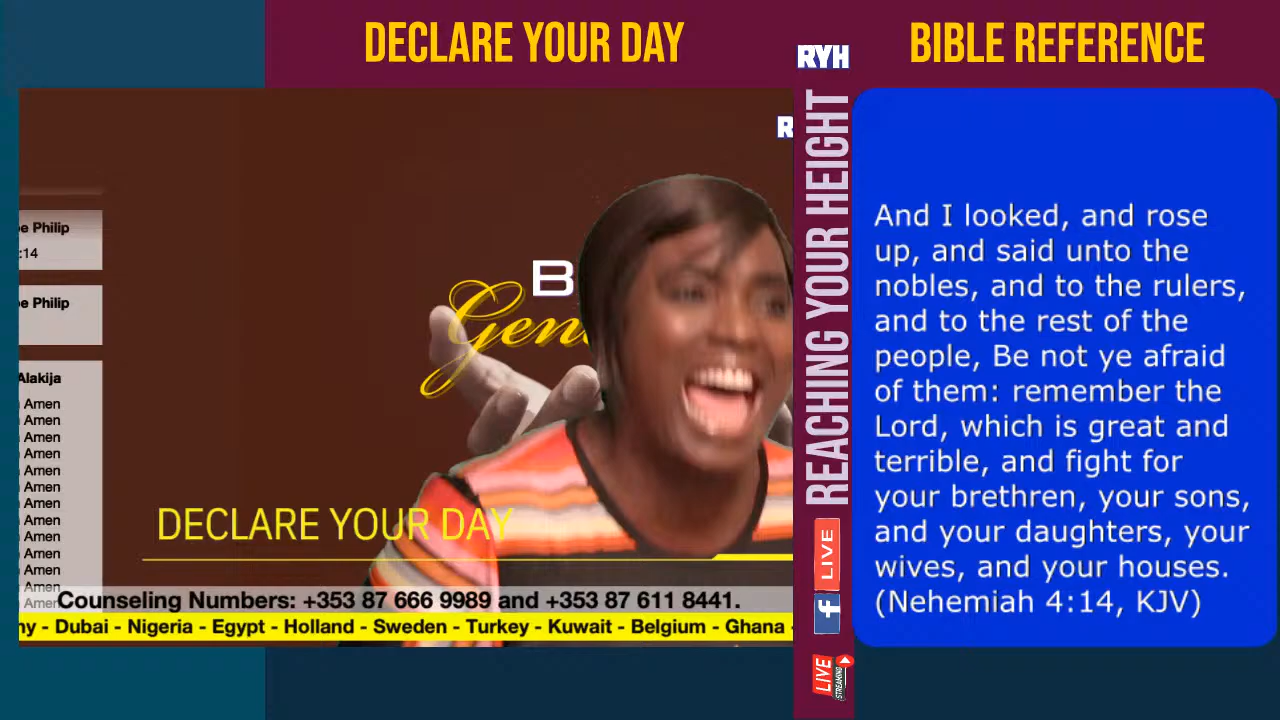 DECLARE YOUR DAY
BIBLE REFERENCE
RYH
REACHING YOUR HEIGHT
LIVE
f
LIVE
STREAMING
And I looked, and rose
up, and said unto the
nobles, and to the rulers,
and to the rest of the
people, Be not ye afraid
of them: remember the
Lord, which is great and
terrible, and fight for
your brethren, your sons,
and your daughters, your
wives, and your houses.
(Nehemiah 4:14, KJV)
R
Philip
:14
Philip
Alakija
Amen
Amen
Amen
Amen
Amen
Amen
Amen
Amen
Amen
Amen
Amen
Amen
Amen
B
Gen
DECLARE YOUR DAY
Counseling Numbers: +353 87 666 9989 and +353 87 611 8441.
ny - Dubai - Nigeria - Egypt - Holland - Sweden - Turkey - Kuwait - Belgium - Ghana -